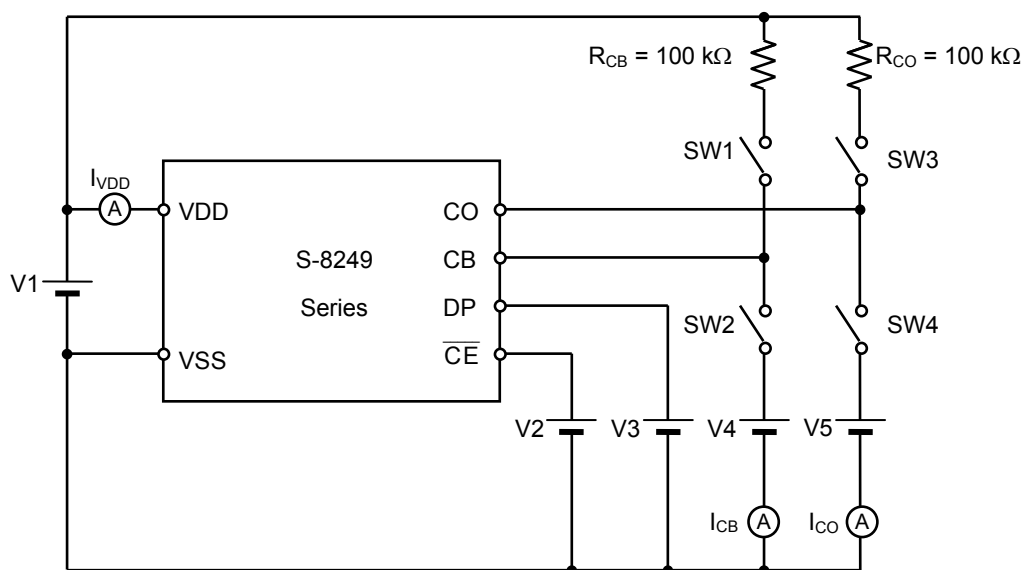 R_CB = 100 kΩ
R_CO = 100 kΩ
SW1
SW3
I_VDD
A
VDD
CO
S-8249
Series
CB
V1
DP
SW2
SW4
VSS
C̅E̅
V2
V3
V4
V5
I_CB
A
I_CO
A